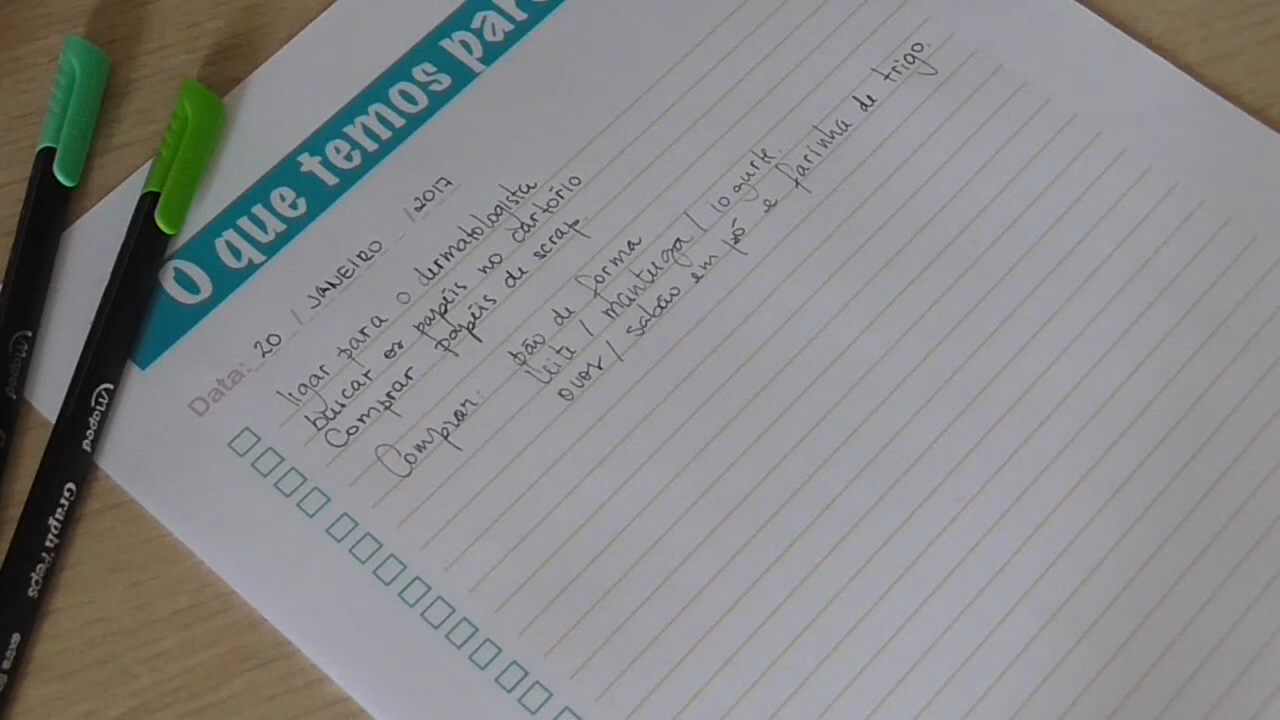 O que temos par
Data: 20 / JANEIRO / 2017
ligar para o dermatologista
buscar os papéis no cartório
Comprar papéis de scrap.
Comprar: pão de forma
leite / manteiga / iogurte.
ovos / sabão em pó e farinha de trigo.
Maped
Maped Graph'Peps